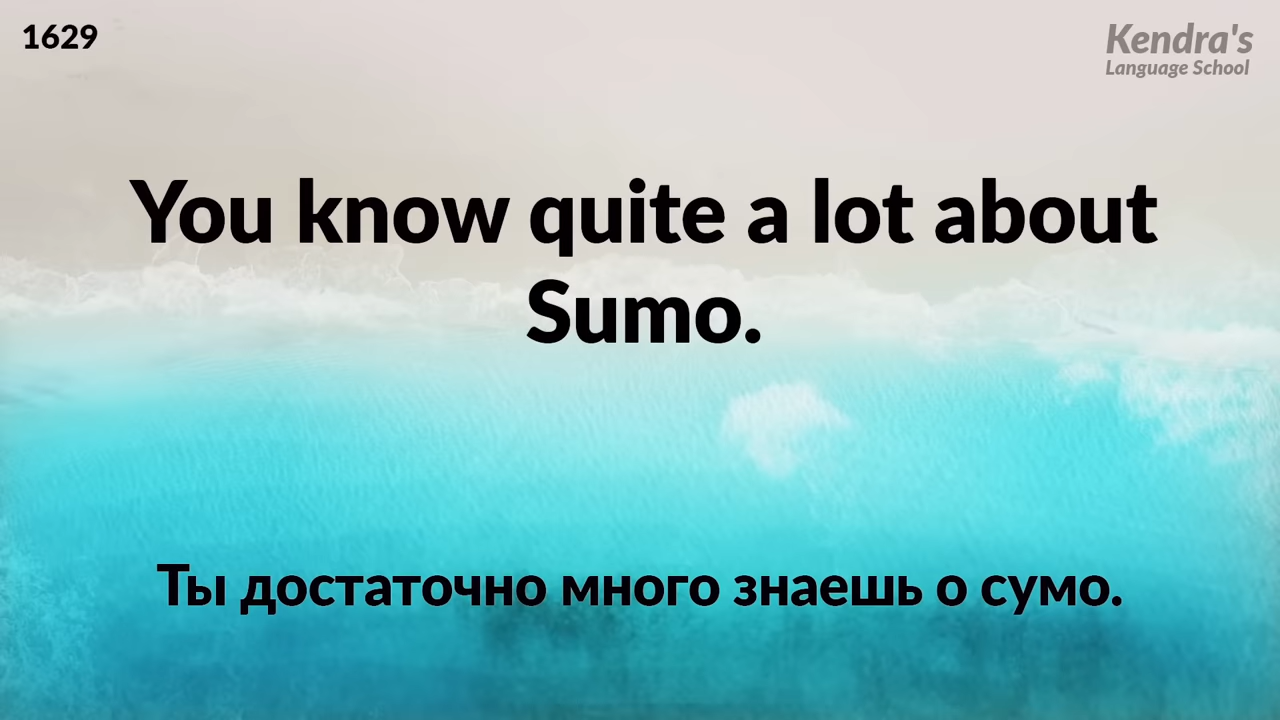 1629
Kendra's
Language School
You know quite a lot about
Sumo.
Ты достаточно много знаешь о сумо.